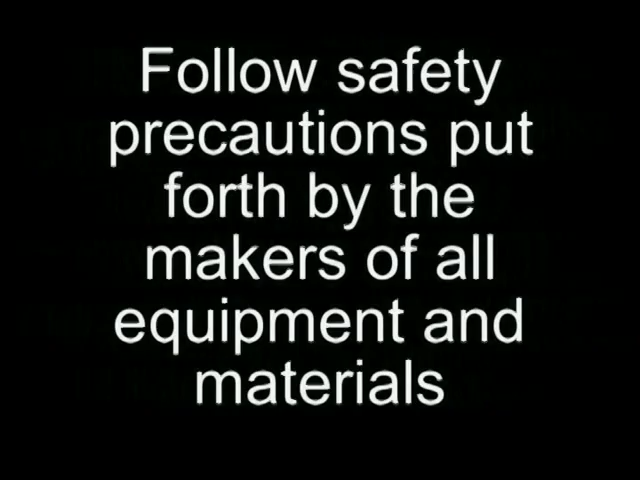 Follow safety
precautions put
forth by the
makers of all
equipment and
materials